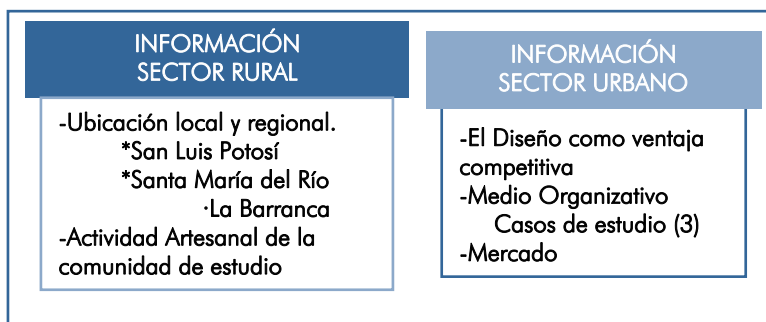 INFORMACIÓN
SECTOR RURAL
-Ubicación local y regional.
*San Luis Potosí
*Santa María del Río
·La Barranca
-Actividad Artesanal de la
comunidad de estudio
INFORMACIÓN
SECTOR URBANO
-El Diseño como ventaja
competitiva
-Medio Organizativo
Casos de estudio (3)
-Mercado